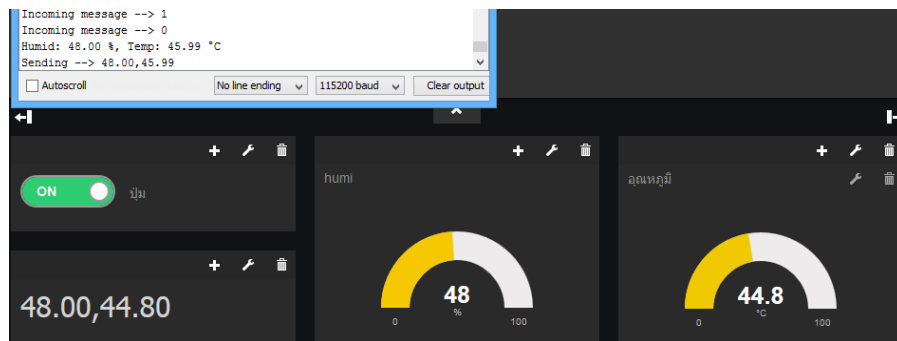 Incoming message --> 1
Incoming message --> 0
Humid: 48.00 %, Temp: 45.99 °C
Sending --> 48.00,45.99
Autoscroll
No line ending
115200 baud
Clear output
humi
อุณหภูมิ
ON
ปุ่ม
48
%
0
100
44.8
°C
0
100
48.00,44.80